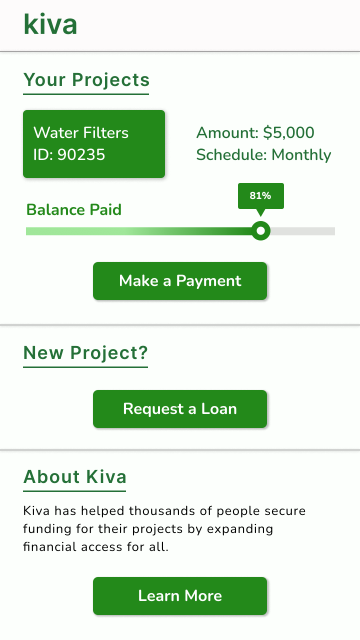 kiva
Your Projects
Water Filters
ID: 90235
Amount: $5,000
Schedule: Monthly
81%
Balance Paid
Make a Payment
New Project?
Request a Loan
About Kiva
Kiva has helped thousands of people secure
funding for their projects by expanding
financial access for all.
Learn More